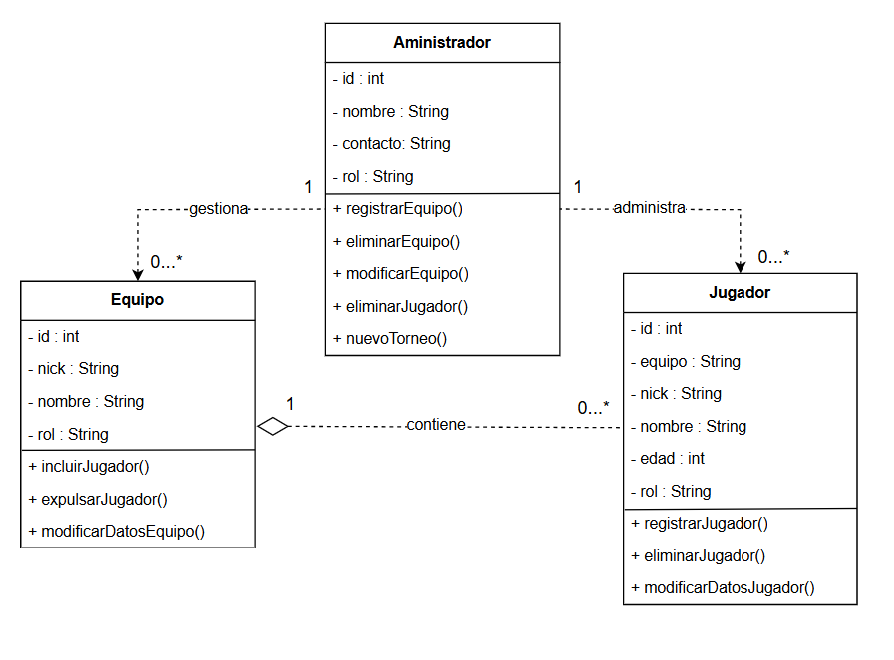 Aministrador
- id : int
- nombre : String
- contacto: String
- rol : String
+ registrarEquipo()
+ eliminarEquipo()
+ modificarEquipo()
+ eliminarJugador()
+ nuevoTorneo()
1
gestiona
0...*
1
administra
0...*
Equipo
- id : int
- nick : String
- nombre : String
- rol : String
+ incluirJugador()
+ expulsarJugador()
+ modificarDatosEquipo()
1
contiene
0...*
Jugador
- id : int
- equipo : String
- nick : String
- nombre : String
- edad : int
- rol : String
+ registrarJugador()
+ eliminarJugador()
+ modificarDatosJugador()